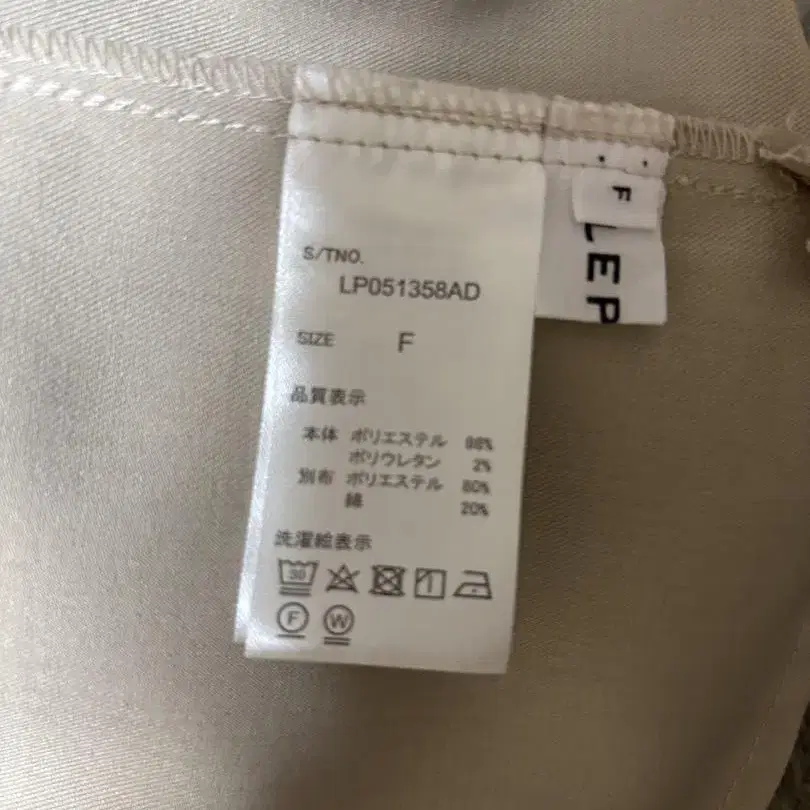 S/TNO.
LP051358AD
SIZE F
品質表示
本体 ポリエステル 98%
ポリウレタン 2%
別布 ポリエステル 80%
綿 20%
洗濯絵表示
30
F W
F
LEP